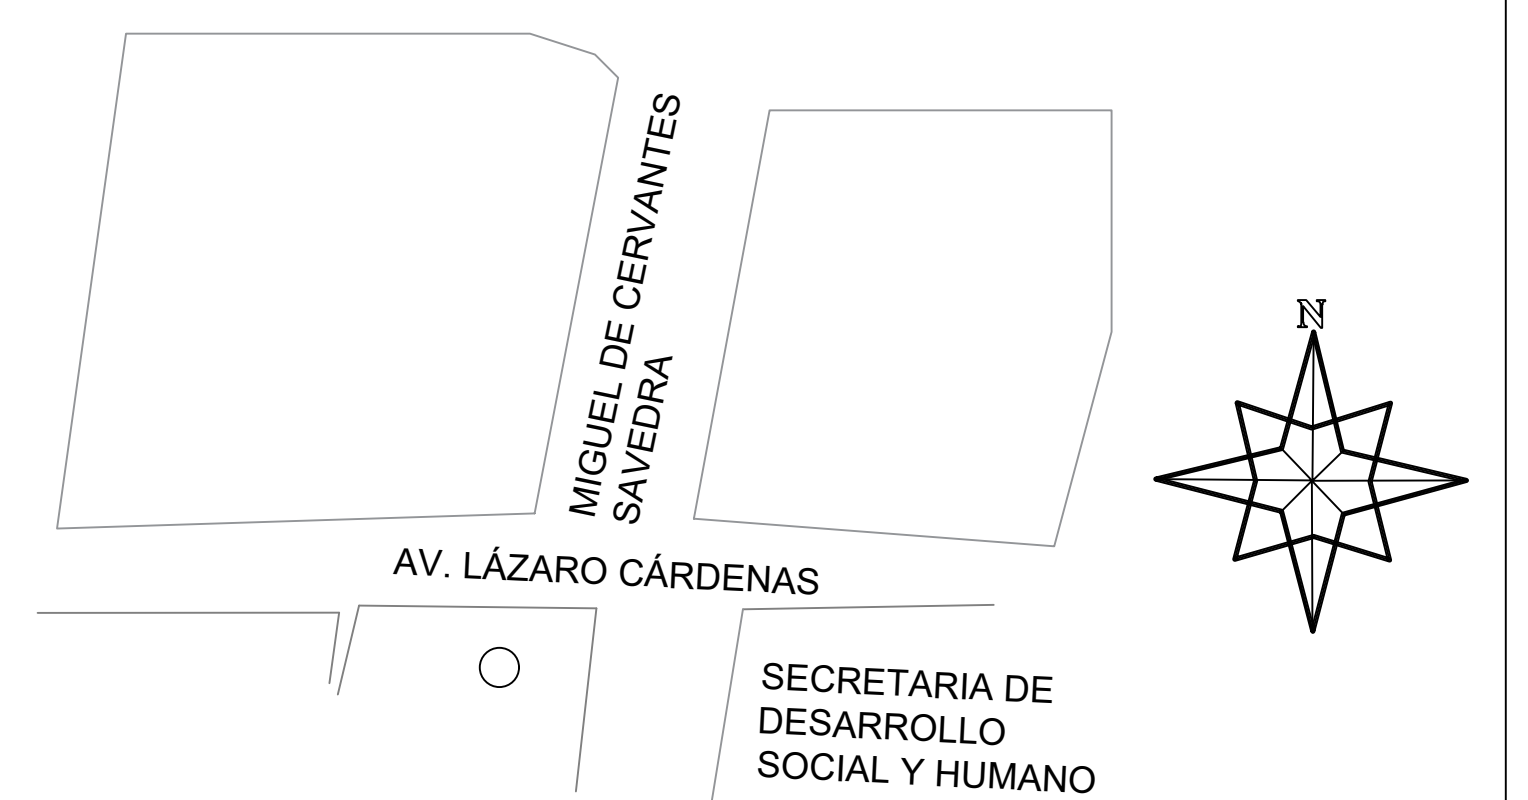 MIGUEL DE CERVANTES
SAVEDRA
N
AV. LÁZARO CÁRDENAS
SECRETARIA DE
DESARROLLO
SOCIAL Y HUMANO